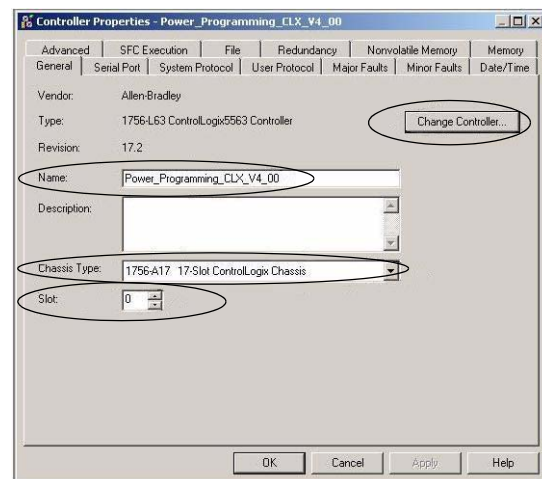 Controller Properties - Power_Programming_CLX_V4_00
Advanced SFC Execution File Redundancy Nonvolatile Memory Memory
General Serial Port System Protocol User Protocol Major Faults Minor Faults Date/Time
Vendor: Allen-Bradley
Type: 1756-L63 ControlLogix5563 Controller Change Controller...
Revision: 17.2
Name: Power_Programming_CLX_V4_00
Description:
Chassis Type: 1756-A17 17-Slot ControlLogix Chassis
Slot: 0
OK Cancel Apply Help